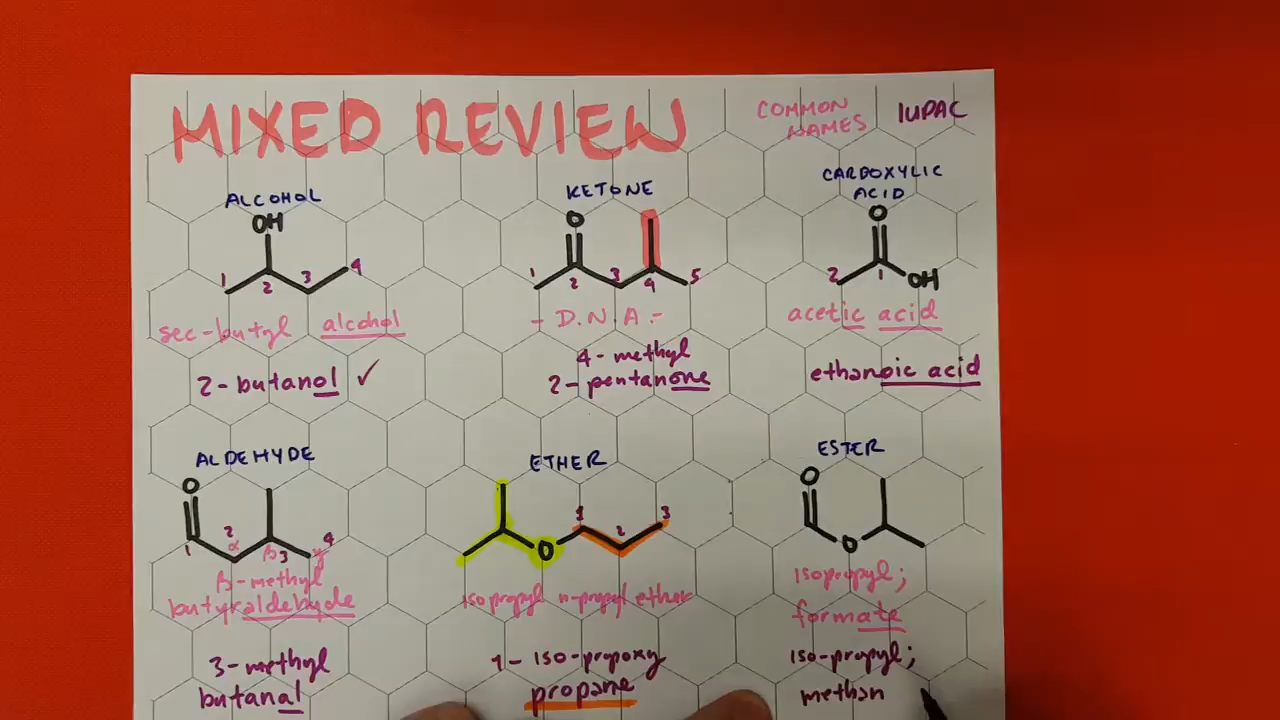 MIXED REVIEW
COMMON NAMES
IUPAC
ALCOHOL
OH
1 2 3 4
sec-butyl alcohol
2-butanol ✓
KETONE
O
1 2 3 4 5
- D.N.A.-
4-methyl
2-pentanone
CARBOXYLIC
ACID
O
2 1 OH
acetic acid
ethanoic acid
ALDEHYDE
O
1 2 α β 3 γ 4
β-methyl
butyraldehyde
3-methyl
butanal
ETHER
O 1 2 3
isopropyl n-propyl ether
1-iso-propoxy
propane
ESTER
O
O
isopropyl;
formate
iso-propyl;
methan